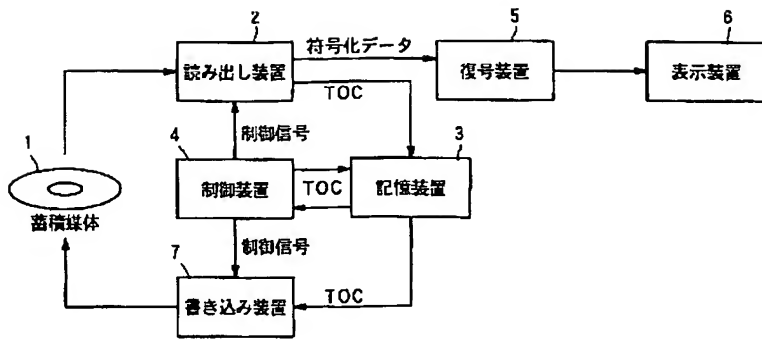 2
読み出し装置
符号化データ
5
復号装置
6
表示装置
TOC
制御信号
1
蓄積媒体
4
制御装置
TOC
3
記憶装置
制御信号
7
書き込み装置
TOC